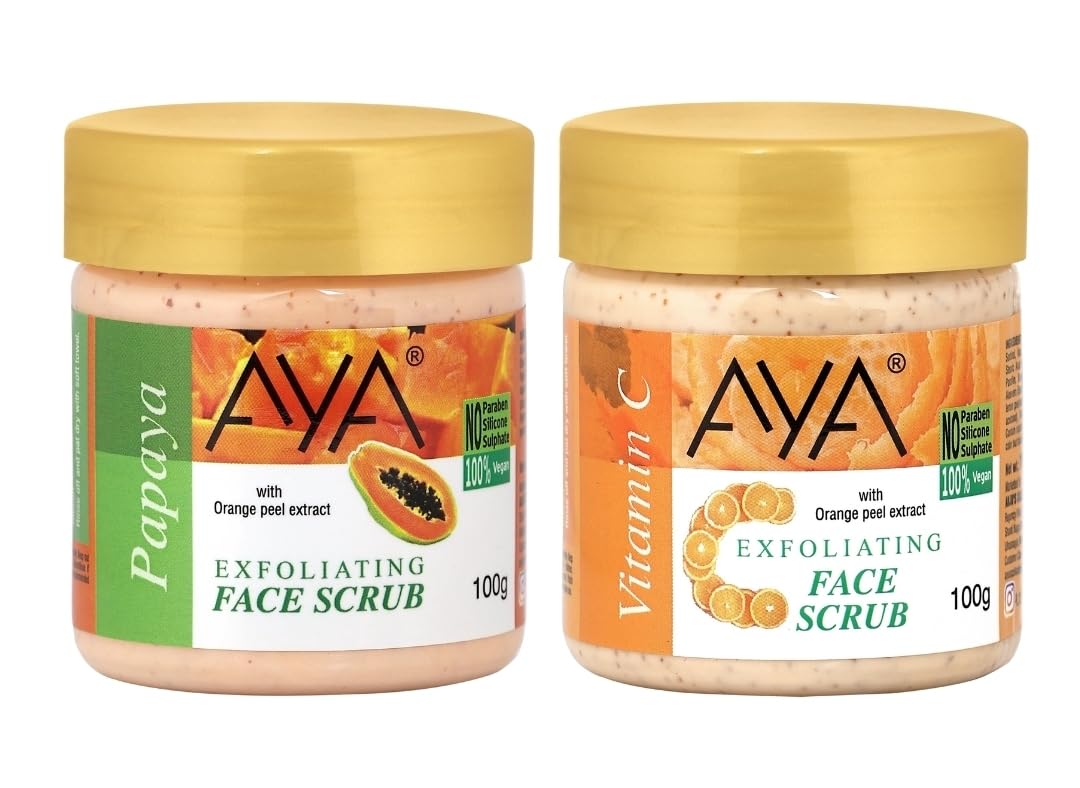 Papaya
AYA®
NO Paraben
Silicone
Sulphate
100% Vegan
with
Orange peel extract
EXFOLIATING
FACE SCRUB
100g
Vitamin C
AYA®
NO Paraben
Silicone
Sulphate
100% Vegan
with
Orange peel extract
EXFOLIATING
FACE
SCRUB
100g